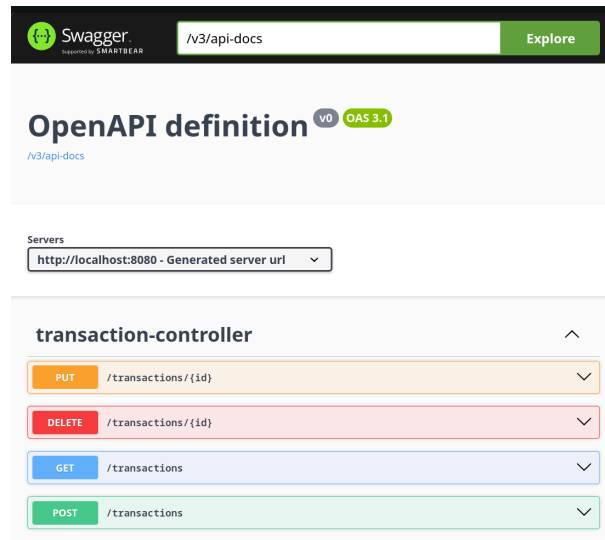 {···} Swagger. /v3/api-docs Explore
Supported by SMARTBEAR
OpenAPI definition v0 OAS 3.1
/v3/api-docs
Servers
http://localhost:8080 - Generated server url
transaction-controller
PUT /transactions/{id}
DELETE /transactions/{id}
GET /transactions
POST /transactions